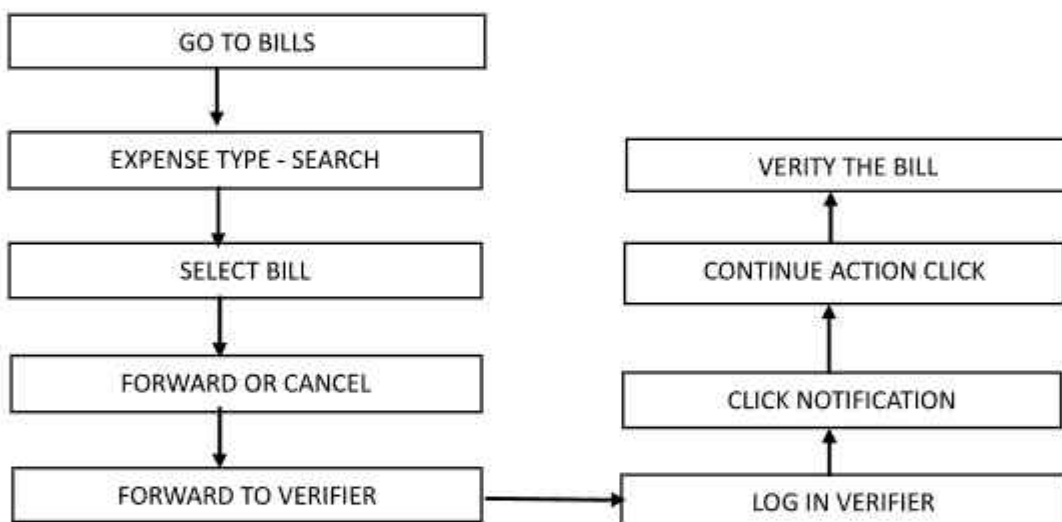 GO TO BILLS
EXPENSE TYPE - SEARCH
SELECT BILL
FORWARD OR CANCEL
FORWARD TO VERIFIER
LOG IN VERIFIER
CLICK NOTIFICATION
CONTINUE ACTION CLICK
VERITY THE BILL